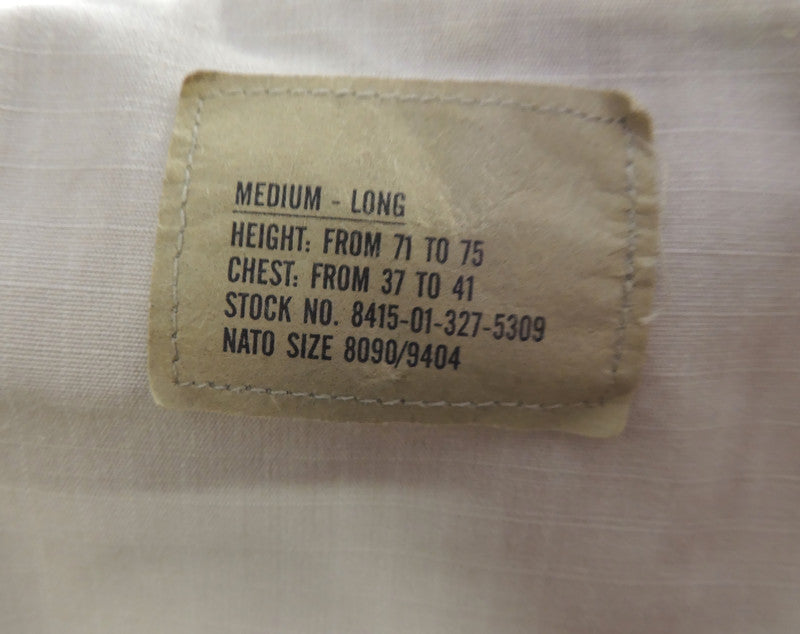 MEDIUM - LONG
HEIGHT: FROM 71 TO 75
CHEST: FROM 37 TO 41
STOCK NO. 8415-01-327-5309
NATO SIZE 8090/9404